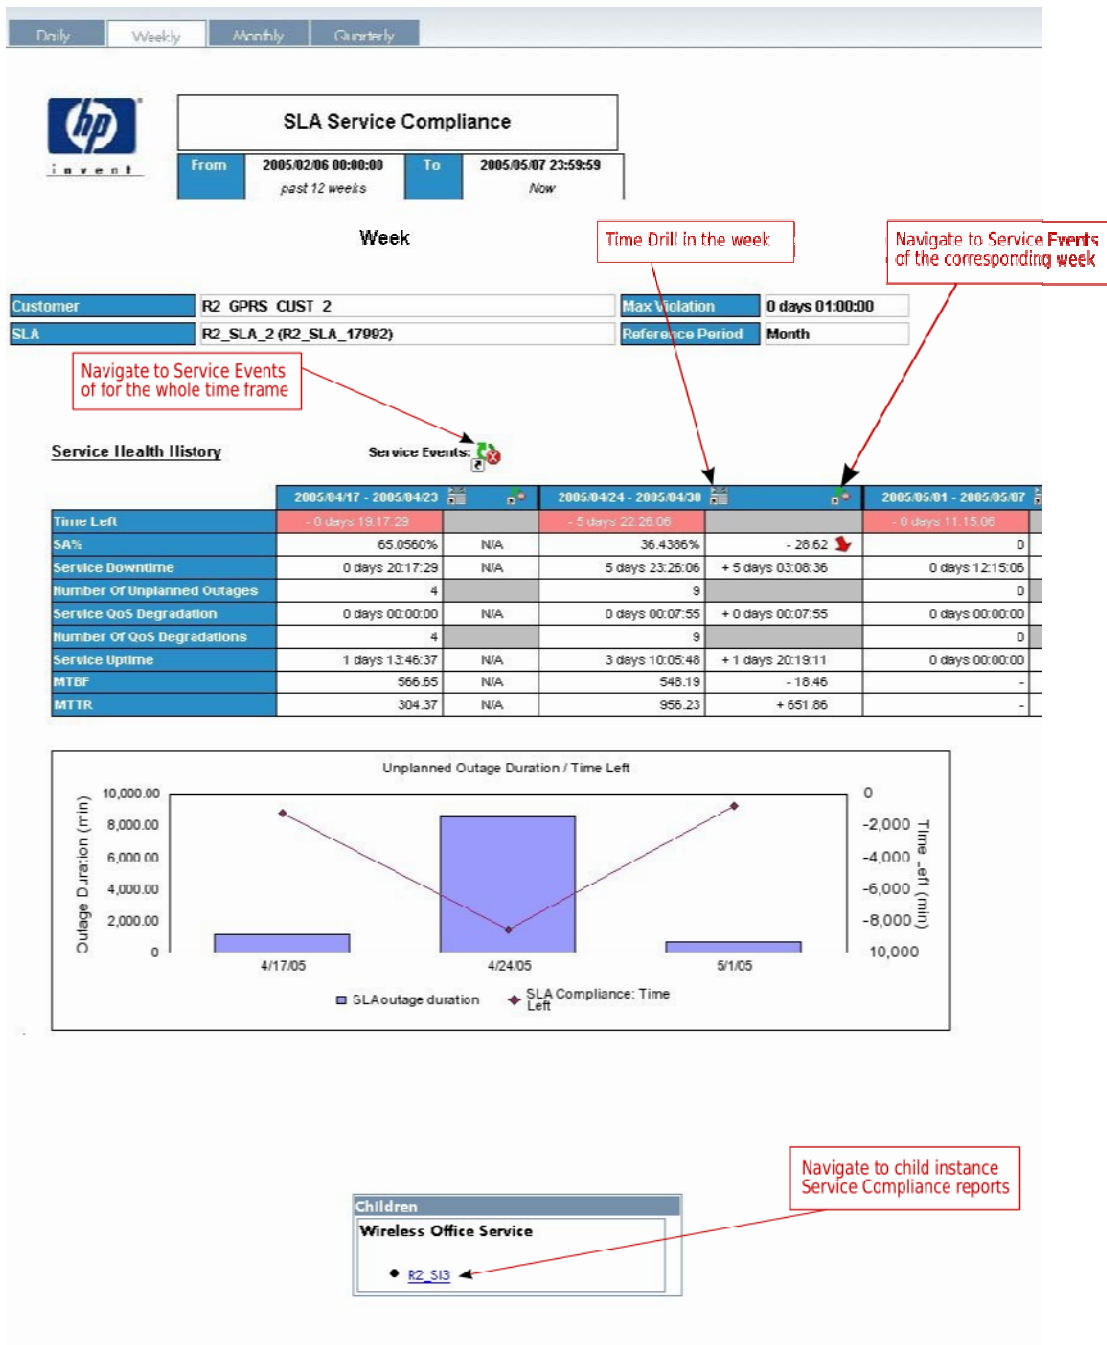 Daily Weekly Monthly Quarterly
hp
invent
SLA Service Compliance
From 2005/02/06 00:00:00 To 2005/05/07 23:59:59
past 12 weeks Now
Week
Time Drill in the week
Navigate to Service Events
of the corresponding week
Customer R2_GPRS_CUST_2 Max Violation 0 days 01:00:00
SLA R2_SLA_2 (R2_SLA_17992) Reference Period Month
Navigate to Service Events
of for the whole time frame
Service Health History Service Events:
2005/04/17 - 2005/04/23 2005/04/24 - 2005/04/30 2005/05/01 - 2005/05/07
Time Left - 0 days 19:17:29 - 5 days 22:26:06 - 0 days 11:15:06
SA% 65.0560% N/A 36.4386% - 28.62 0
Service Downtime 0 days 20:17:29 N/A 5 days 23:26:06 + 5 days 03:08:36 0 days 12:15:06
Number Of Unplanned Outages 4 9 0
Service QoS Degradation 0 days 00:00:00 N/A 0 days 00:07:55 + 0 days 00:07:55 0 days 00:00:00
Number Of QoS Degradations 4 9 0
Service Uptime 1 days 13:46:37 N/A 3 days 10:05:48 + 1 days 20:19:11 0 days 00:00:00
MTBF 566.65 N/A 548.19 - 18.46 -
MTTR 304.37 N/A 956.23 + 651.86 -
Unplanned Outage Duration / Time Left
Outage Duration (min)
10,000.00
8,000.00
6,000.00
4,000.00
2,000.00
0
0
-2,000
-4,000
-6,000
-8,000
10,000
Time Left (min)
4/17/05 4/24/05 5/1/05
SLA outage duration SLA Compliance: Time
Left
Navigate to child instance
Service Compliance reports
Children
Wireless Office Service
R2_SI3